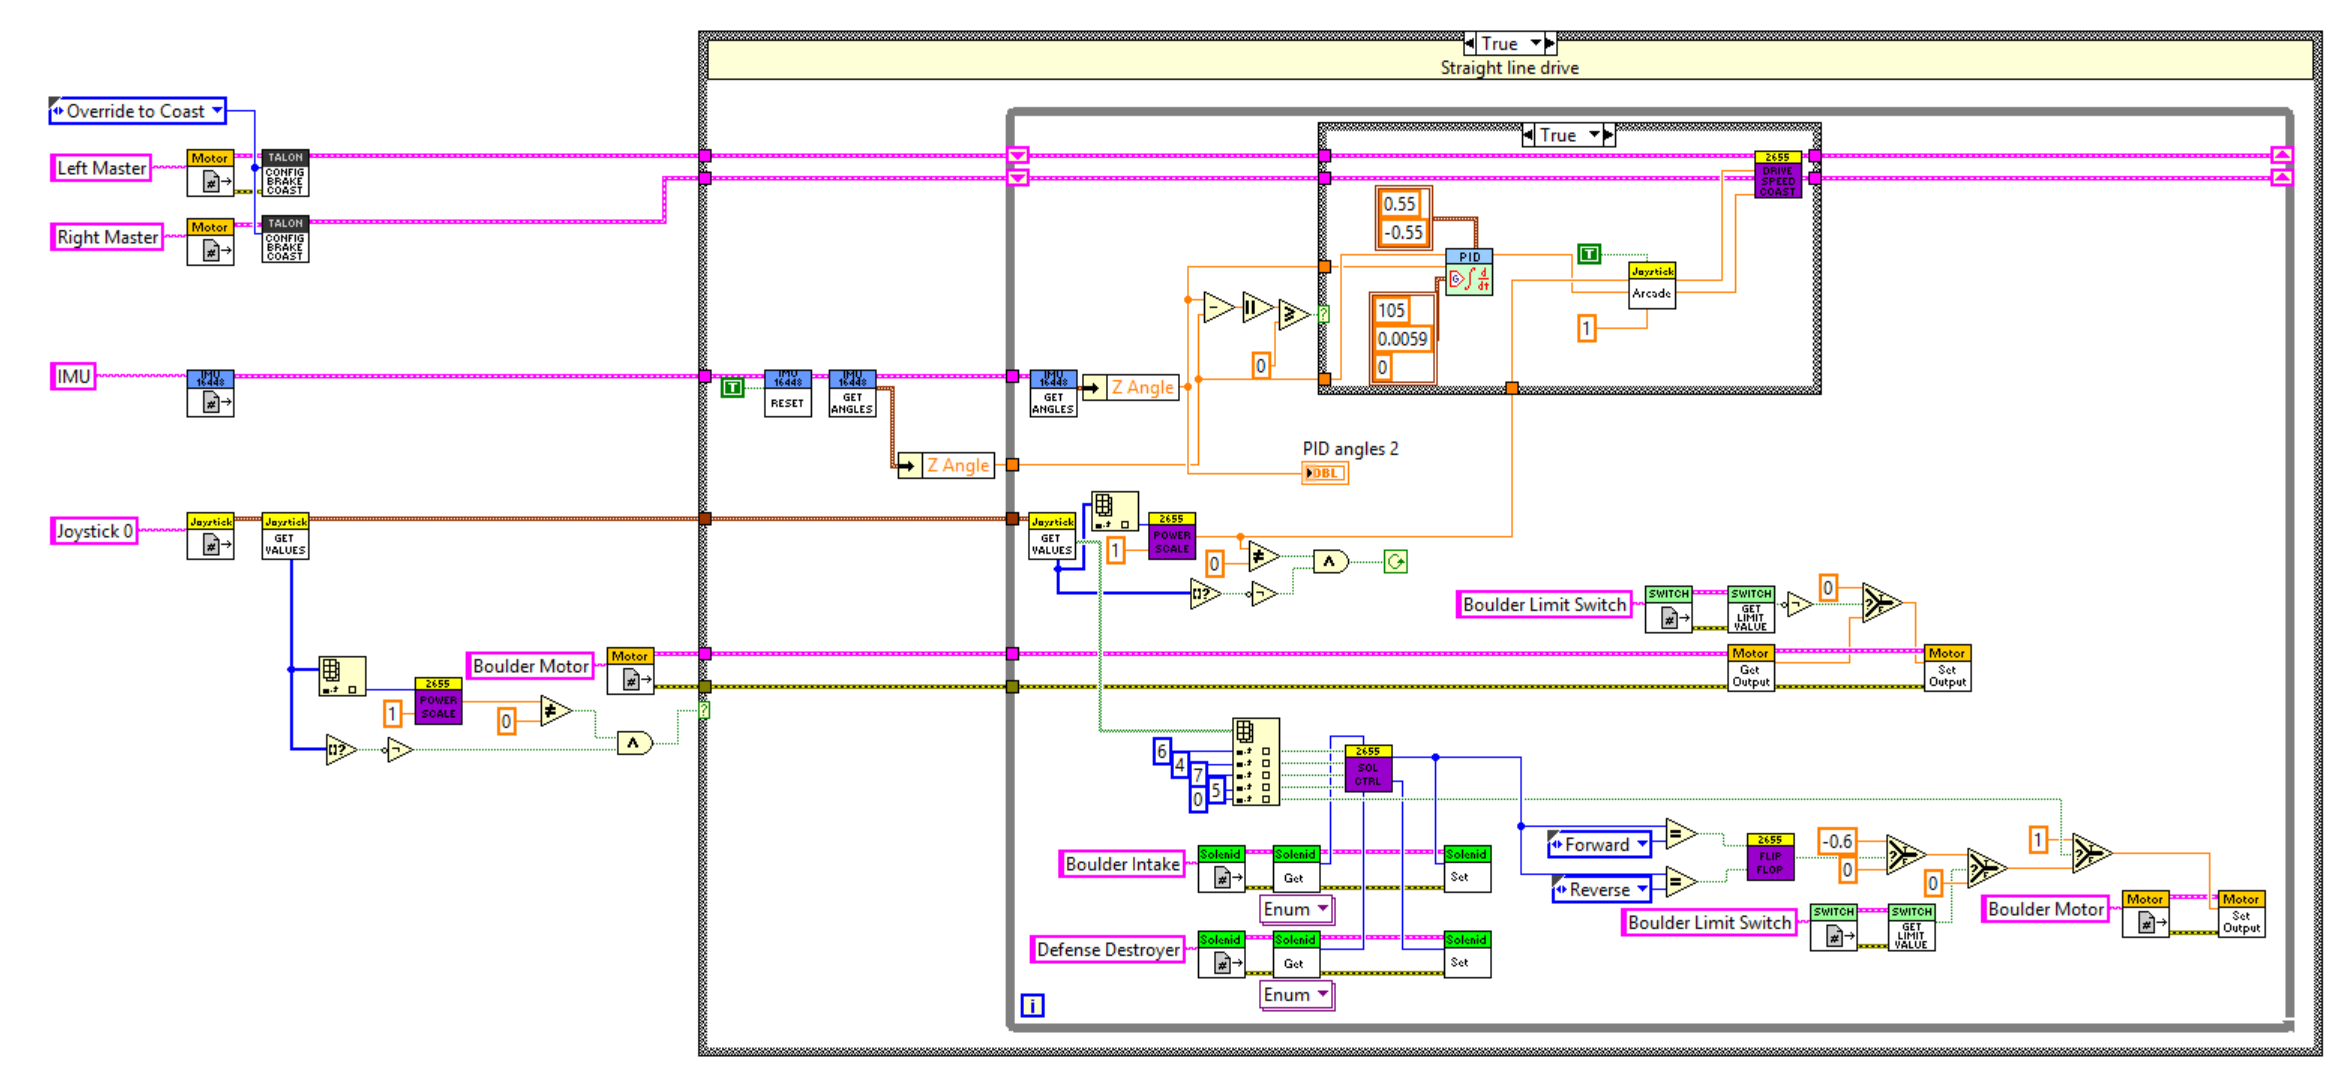 True
Straight line drive
Override to Coast
True
Left Master
Motor
#
TALON
CONFIG
BRAKE
COAST
2655
DRIVE
SPEED
COAST
Right Master
Motor
#
TALON
CONFIG
BRAKE
COAST
0.55
-0.55
PID
d
dt
T
Joystick
Arcade
1
105
0.0059
0
0
IMU
IMU
16448
#
T
IMU
16448
RESET
IMU
16448
GET
ANGLES
IMU
16448
GET
ANGLES
Z Angle
Z Angle
PID angles 2
DBL
Joystick 0
Joystick
#
Joystick
GET
VALUES
Joystick
GET
VALUES
1
2655
POWER
SCALE
0
Boulder Limit Switch
SWITCH
#
SWITCH
GET
LIMIT
VALUE
0
Boulder Motor
Motor
#
Motor
Get
Output
Motor
Set
Output
1
2655
POWER
SCALE
0
6
4
7
5
0
2655
SOL
CTRL
Boulder Intake
Solenid
#
Solenid
Get
Solenid
Set
Enum
Forward
Reverse
2655
FLIP
FLOP
-0.6
0
0
1
Boulder Limit Switch
SWITCH
#
SWITCH
GET
LIMIT
VALUE
Boulder Motor
Motor
#
Motor
Set
Output
Defense Destroyer
Solenid
#
Solenid
Get
Solenid
Set
Enum
i